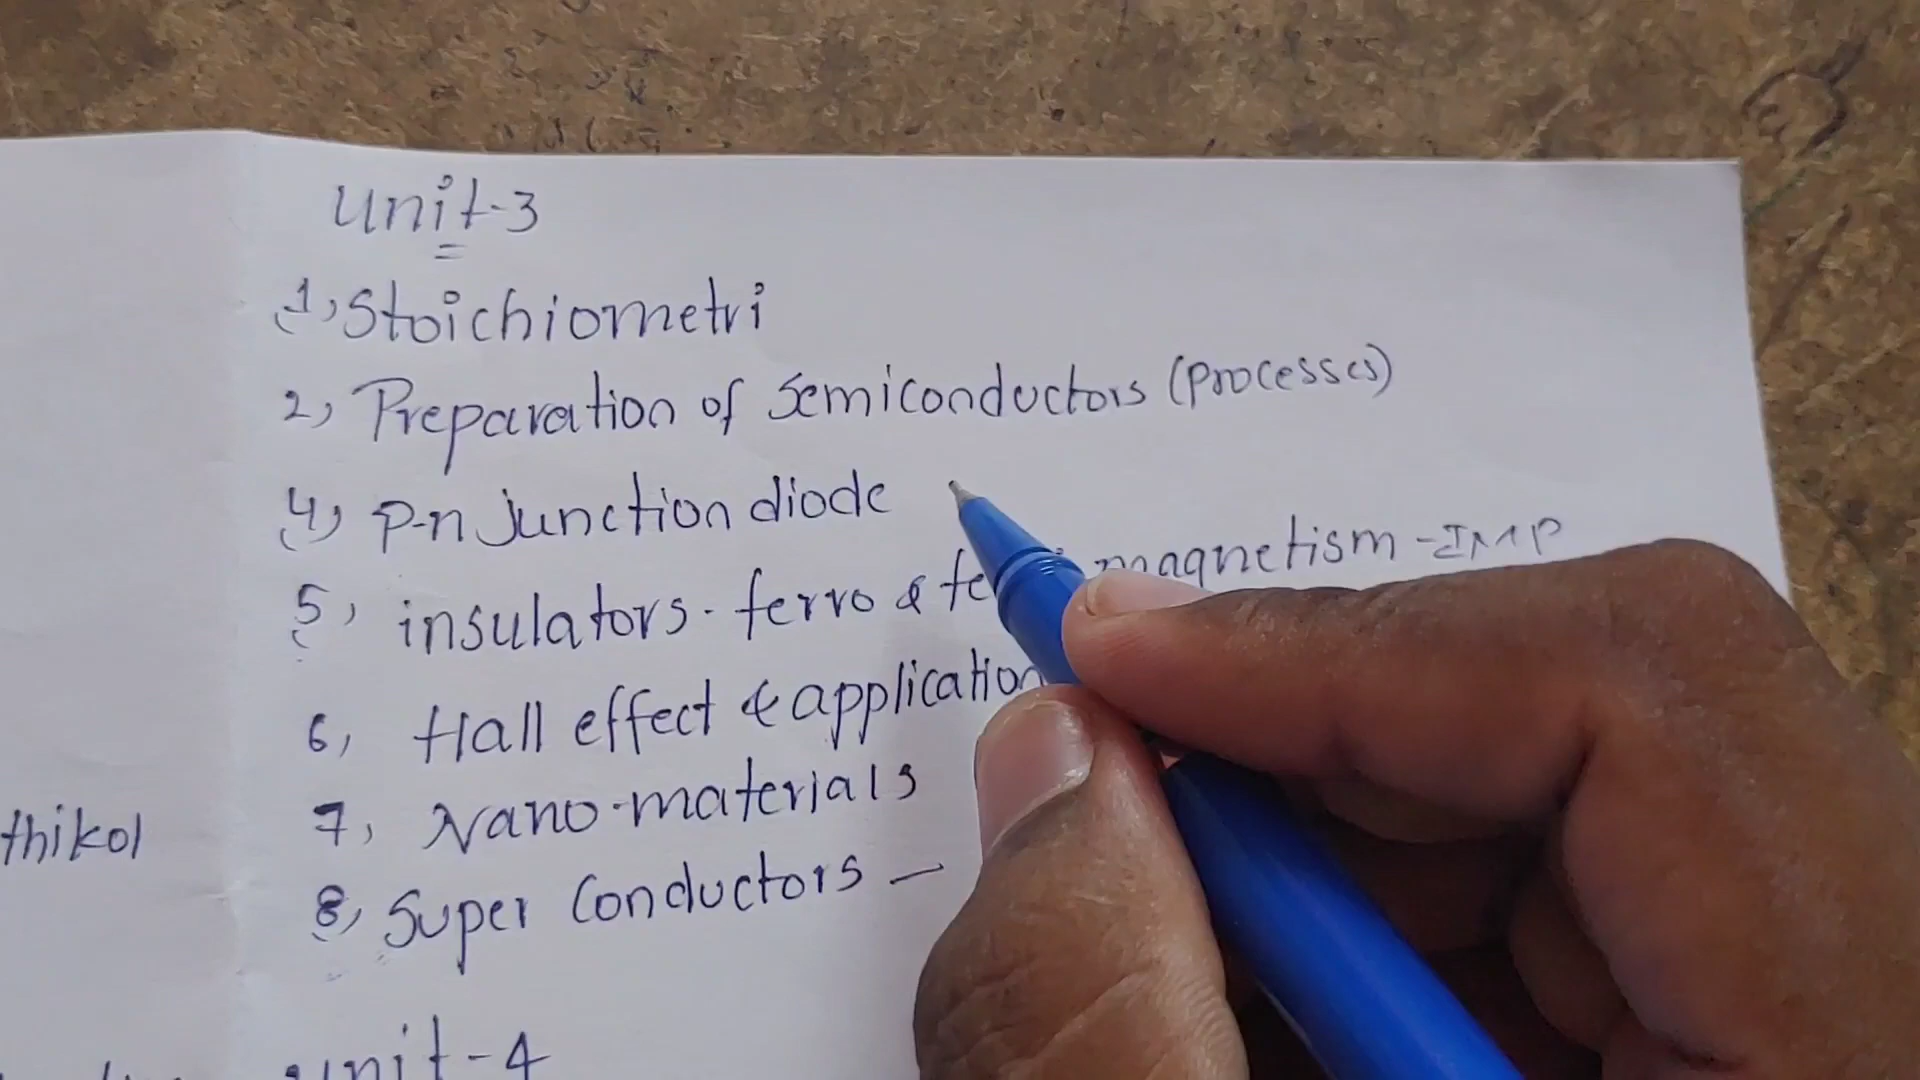 Unit-3
1, Stoichiometri
2, Preparation of Semiconductors (Processes)
4, P-n Junction diode
5, insulators - ferro & magnetism - IMP
6, Hall effect & application
7, Nano-materials
8, Super Conductors -
thikol
unit-4